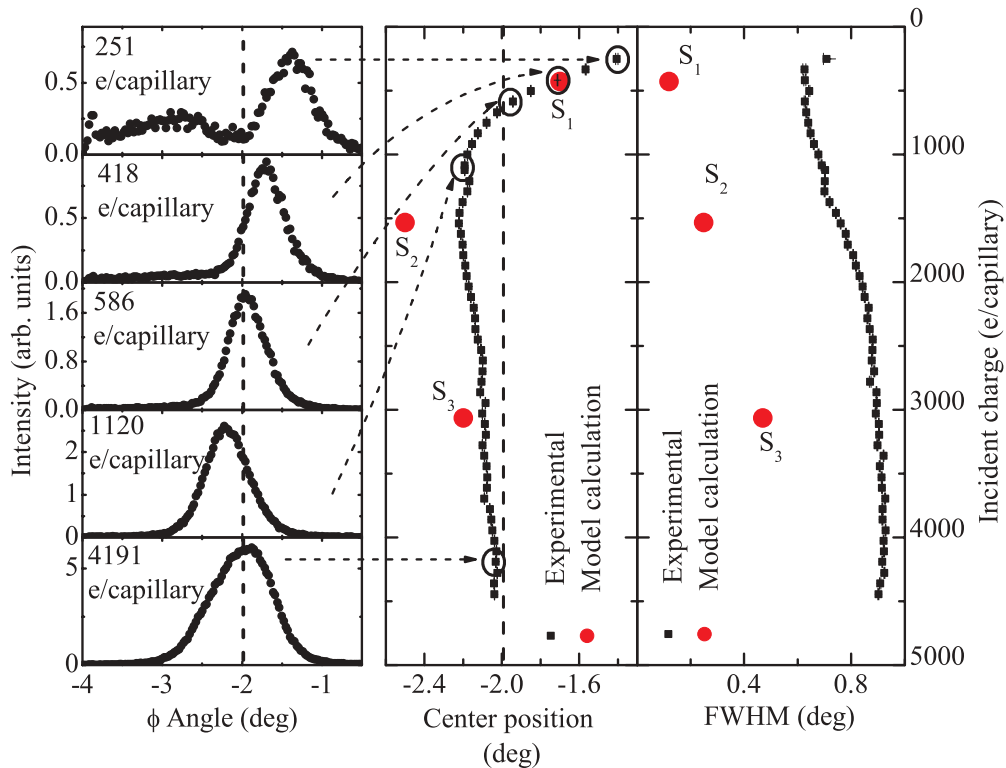 251
e/capillary
0.5
0.0
418
e/capillary
0.5
0.0
586
e/capillary
1.6
1.2
0.8
0.0
1120
e/capillary
2
1
0
4191
e/capillary
5
0
Intensity (arb. units)
-4 -3 -2 -1
ϕ Angle (deg)
S1
S2
S3
Experimental
Model calculation
-2.4 -2.0 -1.6
Center position
(deg)
S1
S2
S3
Experimental
Model calculation
0.4 0.8
FWHM (deg)
0
1000
2000
3000
4000
5000
Incident charge (e/capillary)